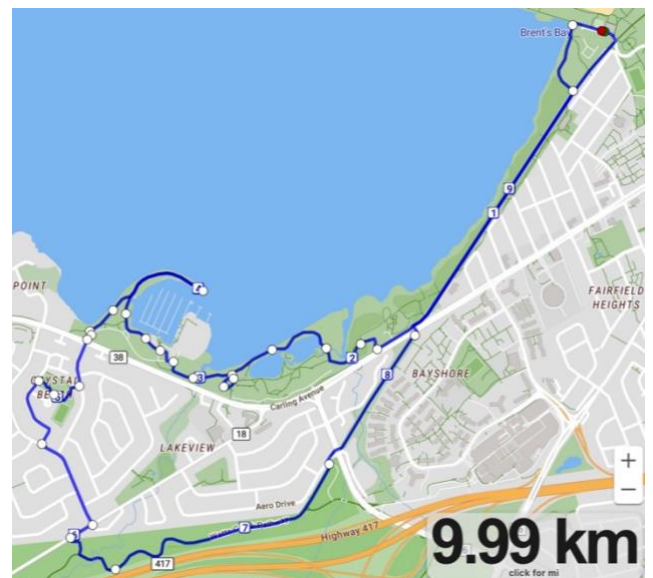 Brent's Bay
9
1
POINT
FAIRFIELD
HEIGHTS
38
2
3
8
BAYSHORE
Carling Avenue
18
LAKEVIEW
Aero Drive
7
Highway 417
417
+
−
9.99 km
click for mi